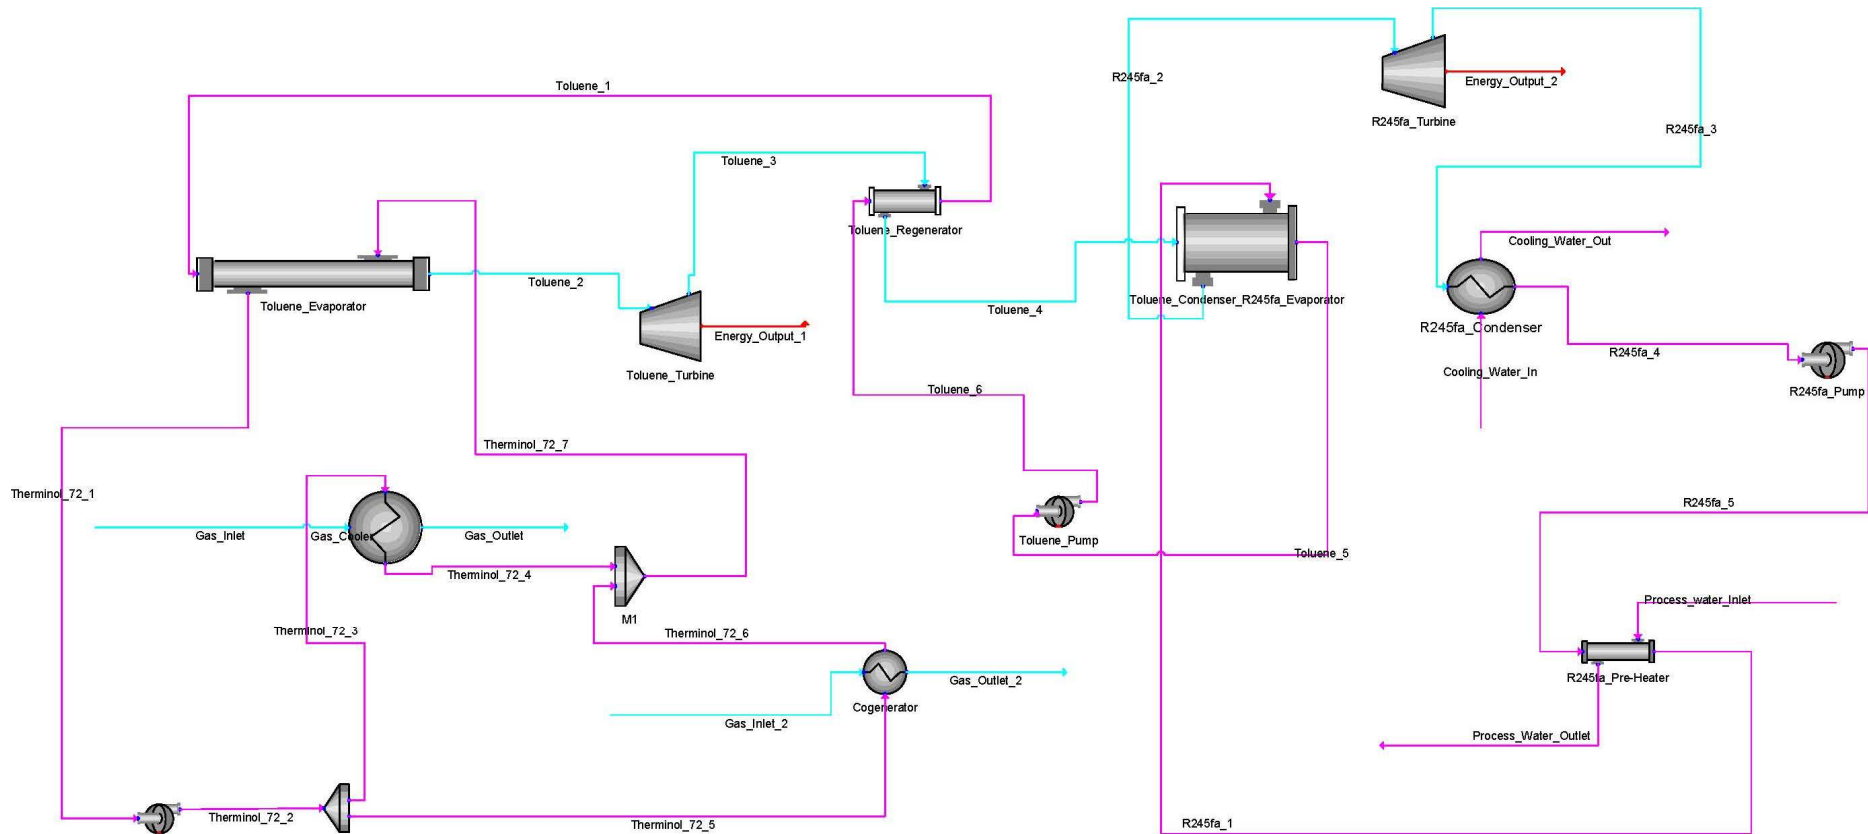 R245fa_2
Energy_Output_2
Toluene_1
R245fa_Turbine
R245fa_3
Toluene_3
Toluene_Regenerator
Cooling_Water_Out
Toluene_2
Toluene_Evaporator
Toluene_4
Toluene_Condenser_R245fa_Evaporator
R245fa_Condenser
Energy_Output_1
R245fa_4
Toluene_Turbine
Cooling_Water_In
Toluene_6
R245fa_Pump
Therminol_72_7
Therminol_72_1
R245fa_5
Gas_Inlet
Gas_Cooler
Gas_Outlet
Toluene_Pump
Toluene_5
Therminol_72_4
Process_water_Inlet
M1
Therminol_72_3
Therminol_72_6
R245fa_Pre-Heater
Gas_Outlet_2
Cogenerator
Gas_Inlet_2
Process_Water_Outlet
Therminol_72_2
Therminol_72_5
R245fa_1